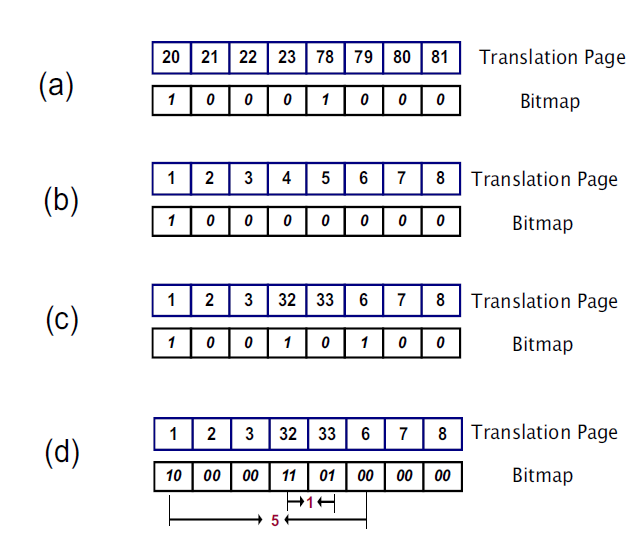 20 21 22 23 78 79 80 81 Translation Page
(a)
1 0 0 0 1 0 0 0 Bitmap
1 2 3 4 5 6 7 8 Translation Page
(b)
1 0 0 0 0 0 0 0 Bitmap
1 2 3 32 33 6 7 8 Translation Page
(c)
1 0 0 1 0 1 0 0 Bitmap
1 2 3 32 33 6 7 8 Translation Page
(d)
10 00 00 11 01 00 00 00 Bitmap
1
5